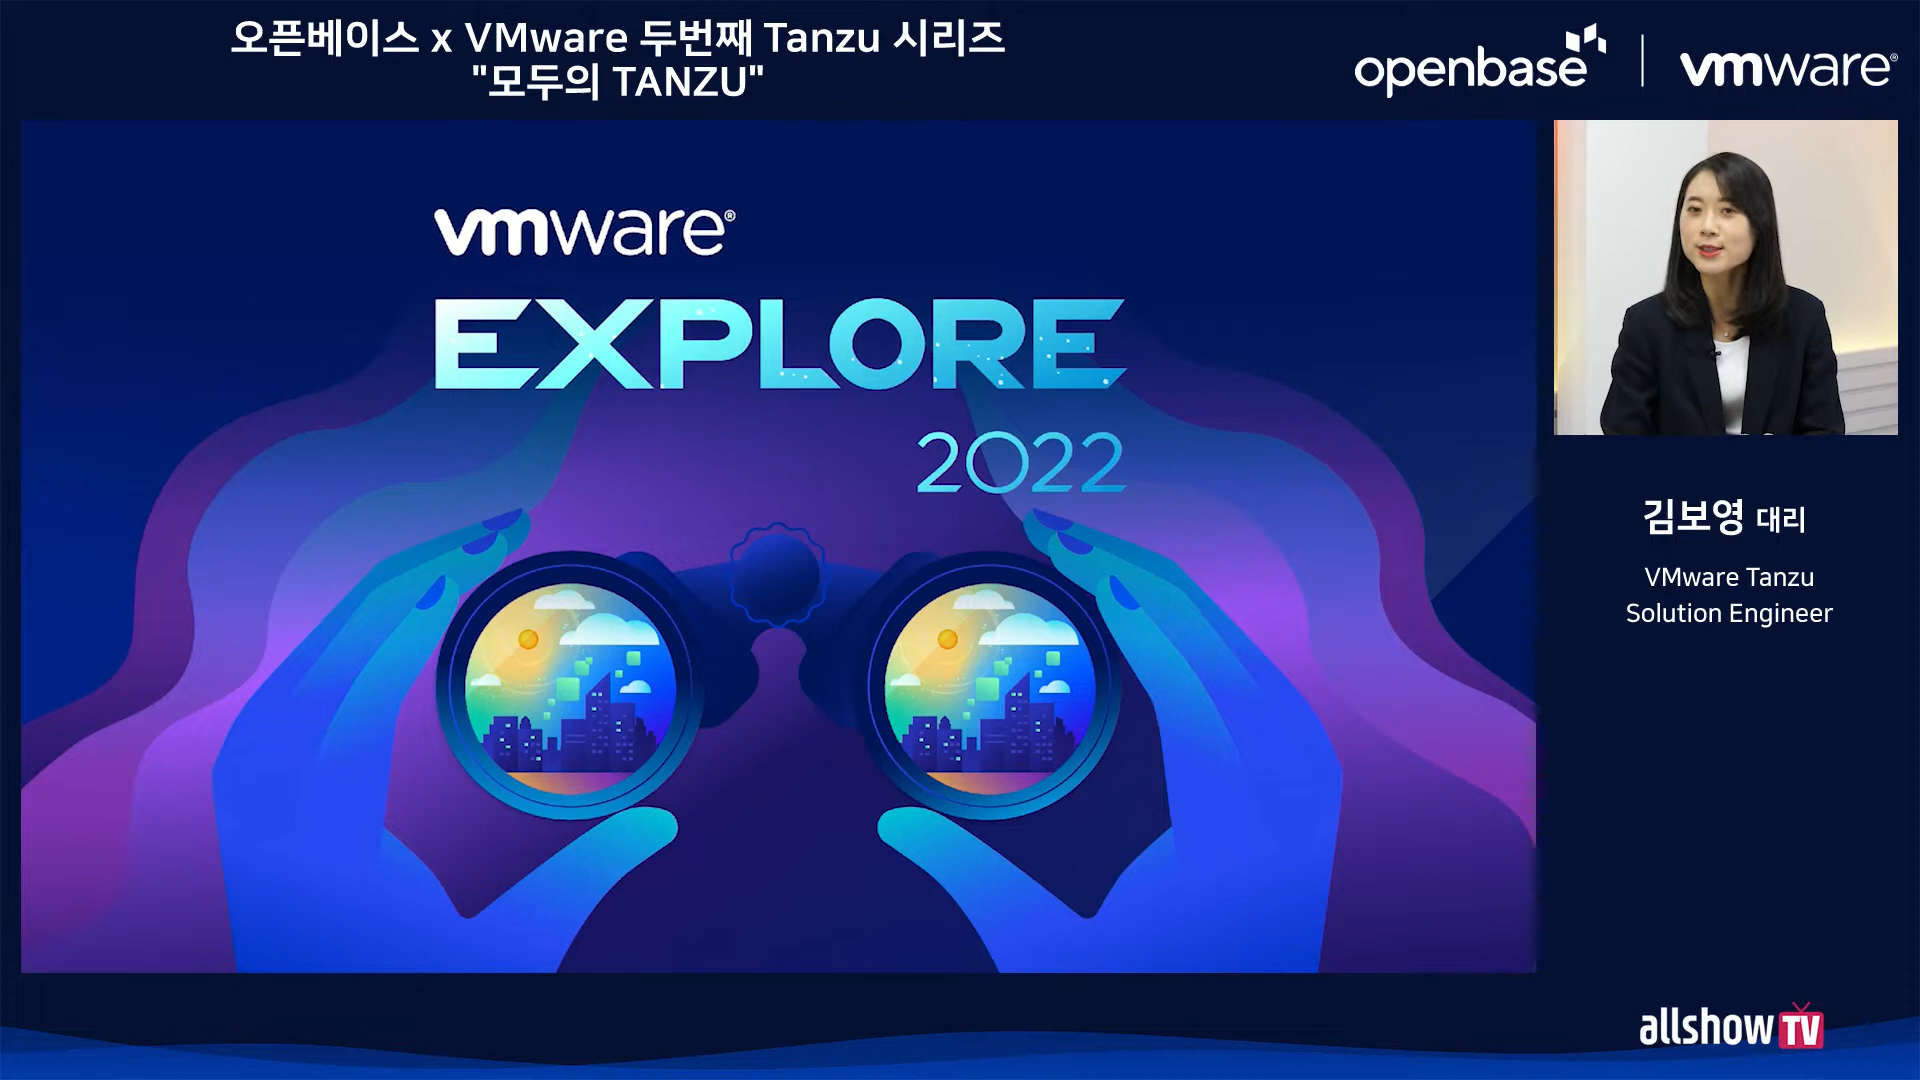 오픈베이스 x VMware 두번째 Tanzu 시리즈
"모두의 TANZU"
openbase
vmware®
vmware®
EXPLORE
2022
김보영 대리
VMware Tanzu
Solution Engineer
allshow TV